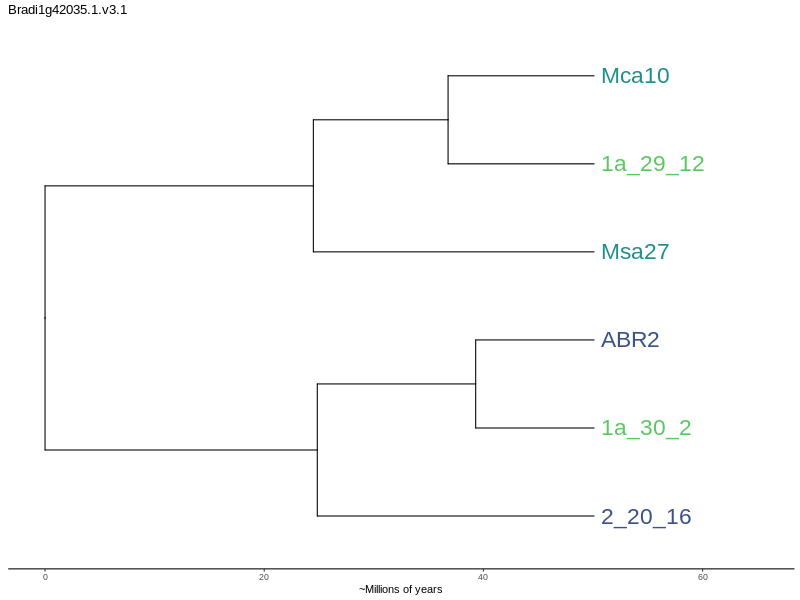 Bradi1g42035.1.v3.1
Mca10
1a_29_12
Msa27
ABR2
1a_30_2
2_20_16
0 20 40 60
~Millions of years